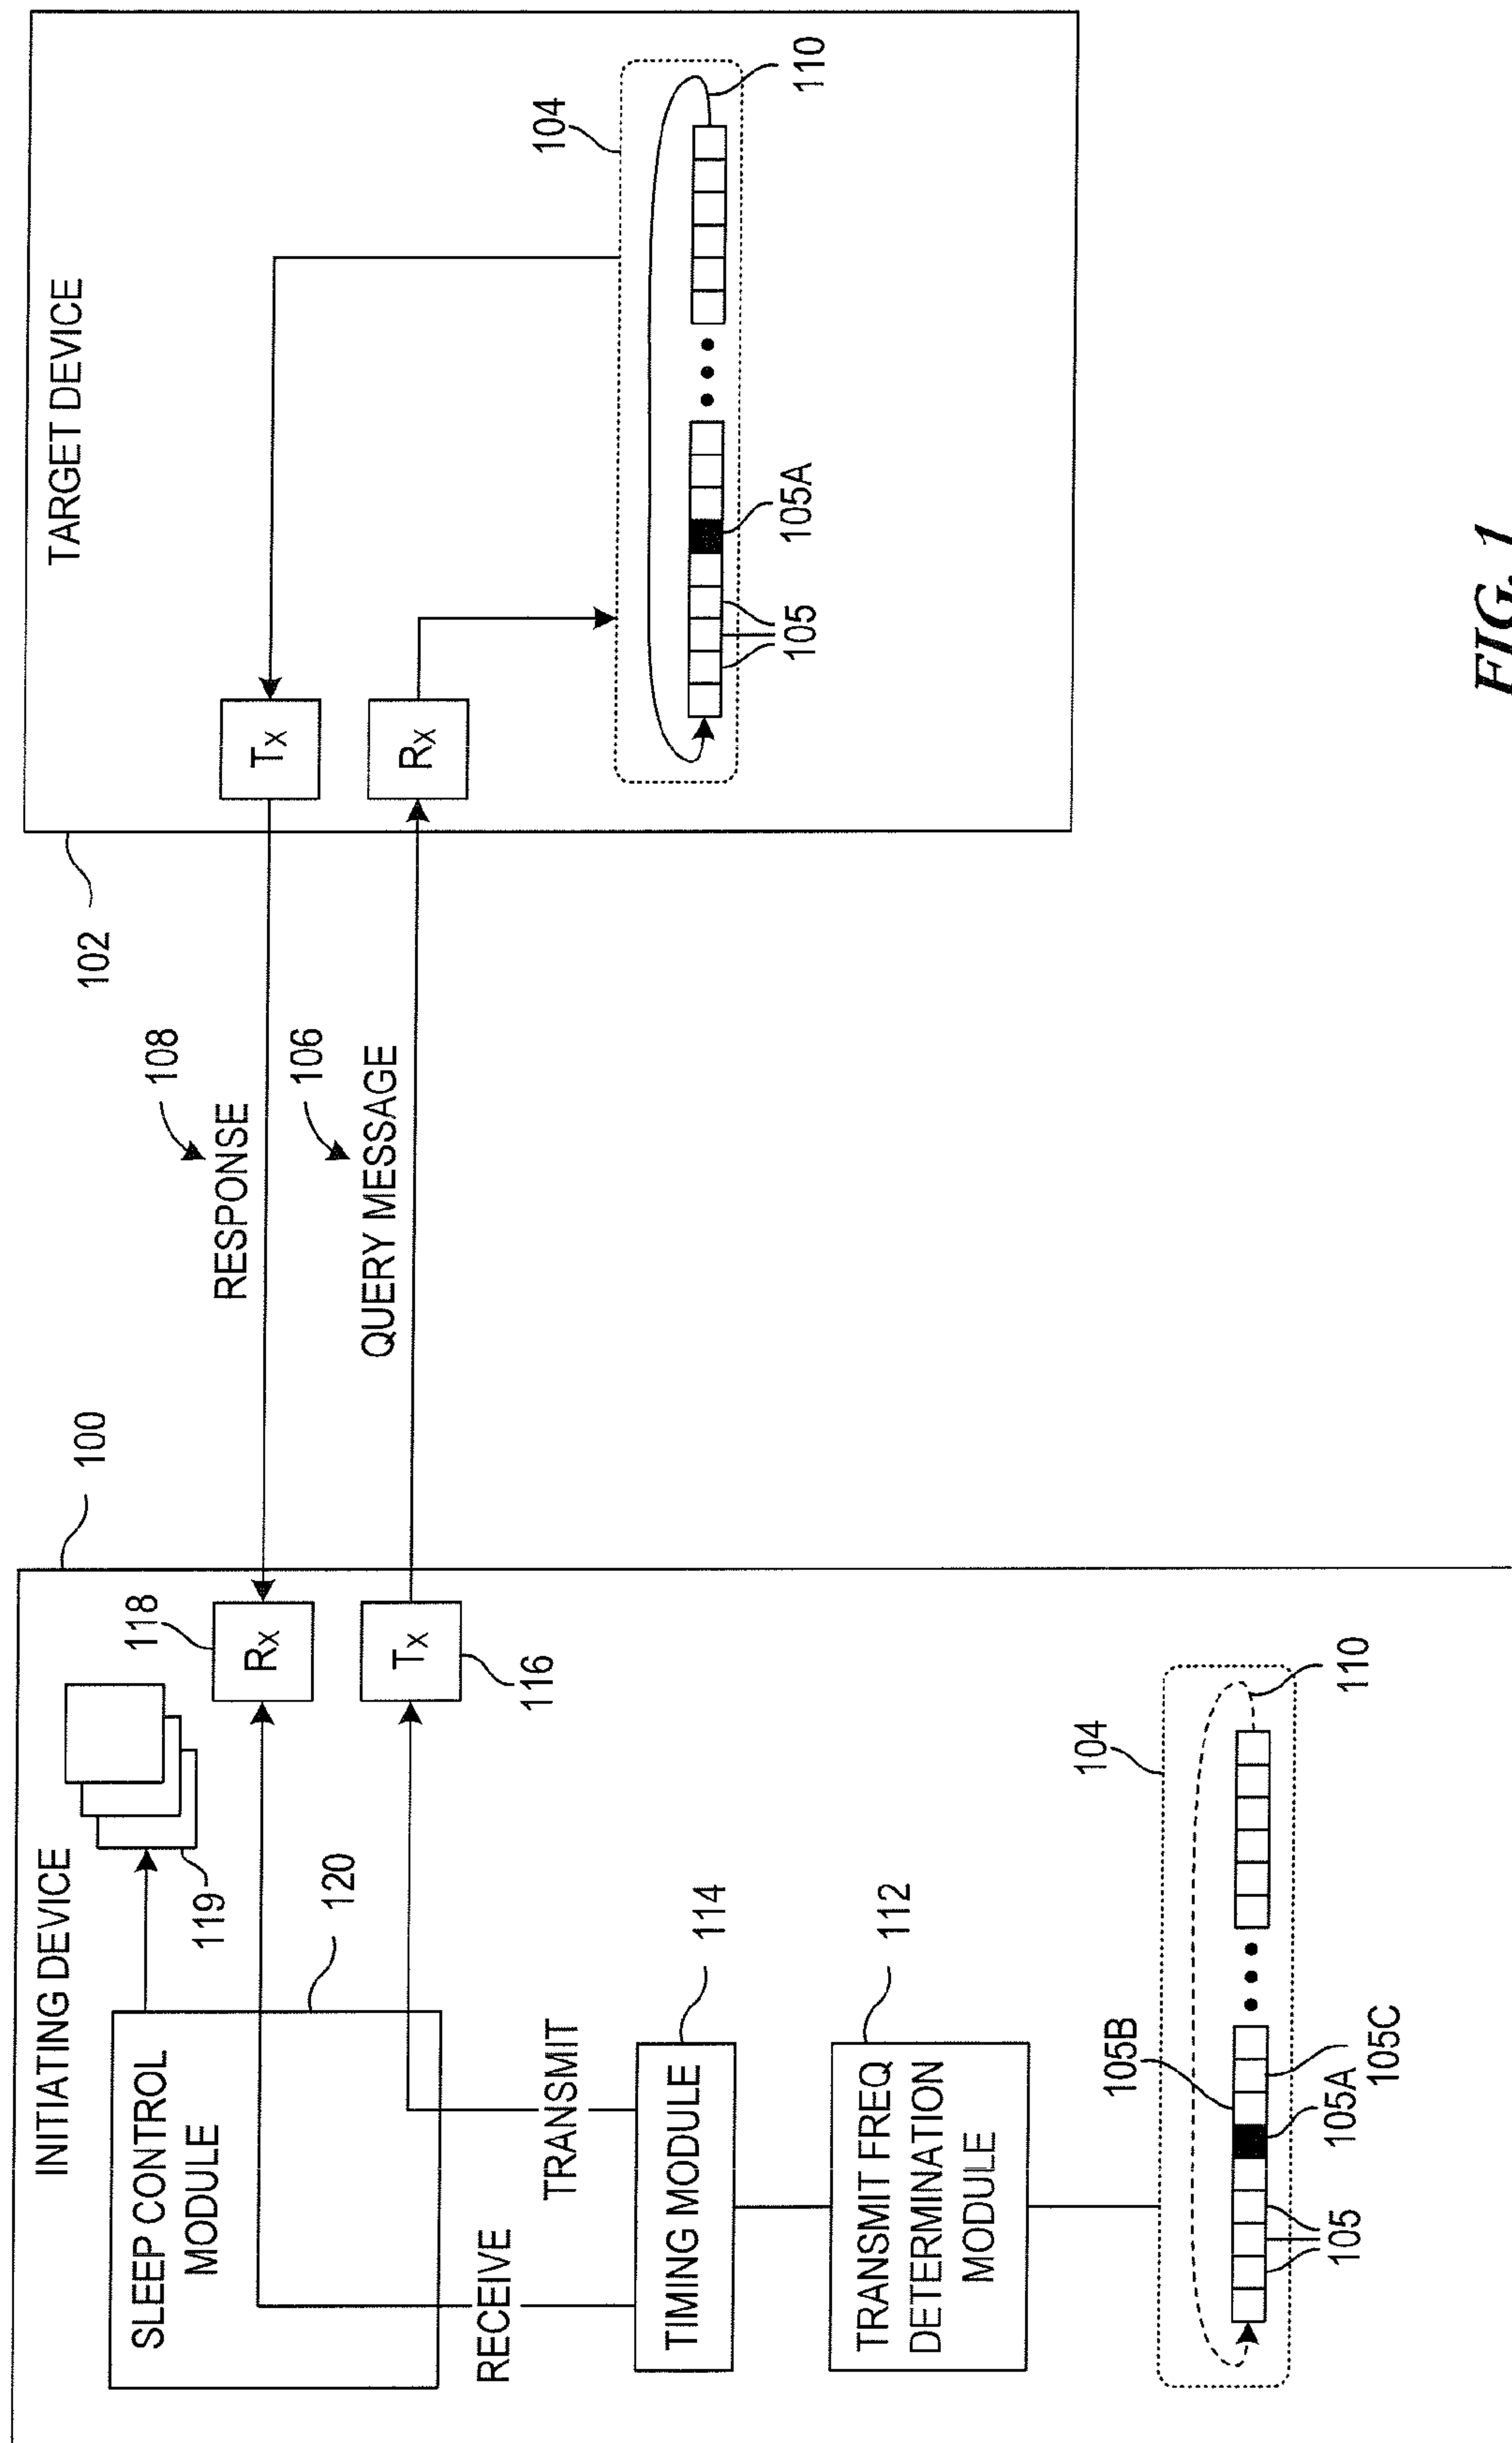 INITIATING DEVICE
100
SLEEP CONTROL
MODULE
119
118
Rx
Tx
116
120
RECEIVE
TRANSMIT
TIMING MODULE
114
TRANSMIT FREQ
DETERMINATION
MODULE
112
104
105B
105
105A
105C
110
RESPONSE
108
QUERY MESSAGE
106
102
TARGET DEVICE
Tx
Rx
104
105
105A
110
FIG. 1